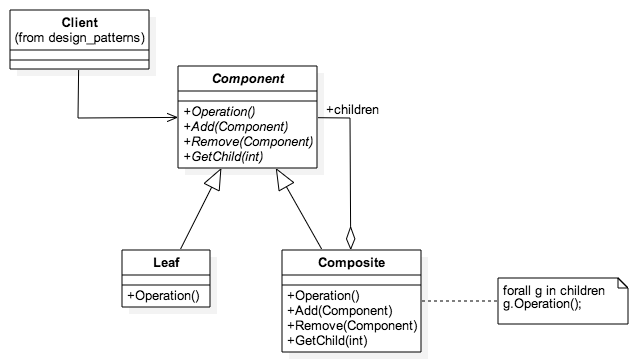 Client
(from design_patterns)
Component
+Operation()
+Add(Component)
+Remove(Component)
+GetChild(int)
+children
Leaf
+Operation()
Composite
+Operation()
+Add(Component)
+Remove(Component)
+GetChild(int)
forall g in children
g.Operation();